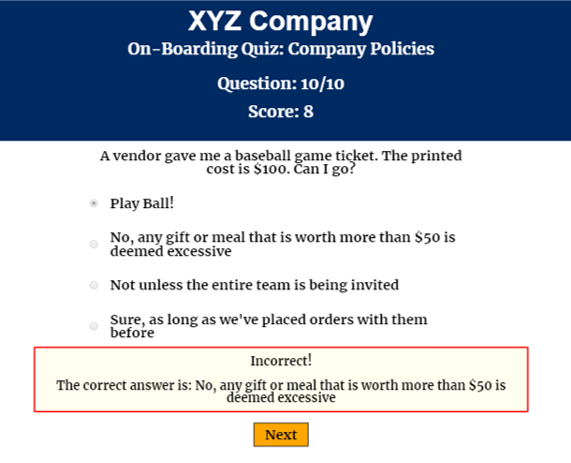 XYZ Company
On-Boarding Quiz: Company Policies
Question: 10/10
Score: 8
A vendor gave me a baseball game ticket. The printed
cost is $100. Can I go?
Play Ball!
No, any gift or meal that is worth more than $50 is
deemed excessive
Not unless the entire team is being invited
Sure, as long as we've placed orders with them
before
Incorrect!
The correct answer is: No, any gift or meal that is worth more than $50 is
deemed excessive
Next